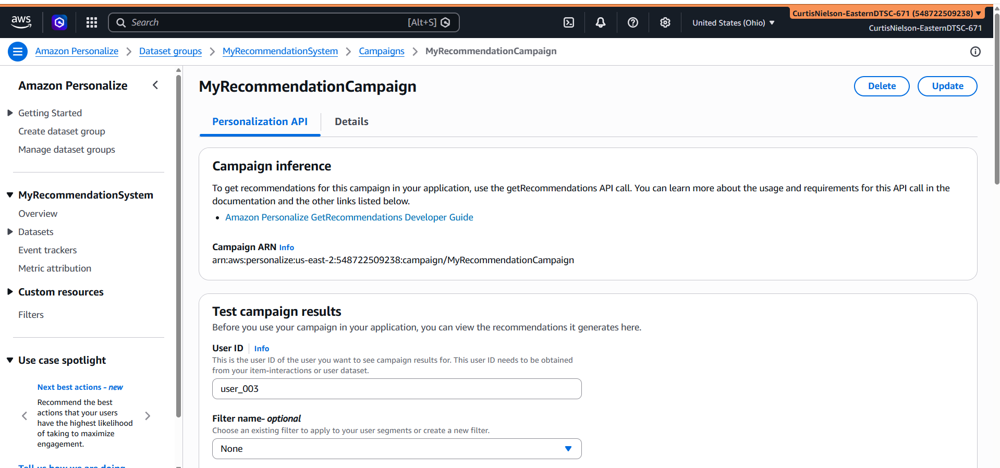 aws
Search
[Alt+S]
United States (Ohio)
CurtisNielson-EasternDTSC-671 (548722509238)
CurtisNielson-EasternDTSC-671
Amazon Personalize
Dataset groups
MyRecommendationSystem
Campaigns
MyRecommendationCampaign
Amazon Personalize
Getting Started
Create dataset group
Manage dataset groups
MyRecommendationSystem
Overview
Datasets
Event trackers
Metric attribution
Custom resources
Filters
Use case spotlight
Next best actions - new
Recommend the best
actions that your users
have the highest likelihood
of taking to maximize
engagement.
Tell us how we are doing
MyRecommendationCampaign
Delete
Update
Personalization API
Details
Campaign inference
To get recommendations for this campaign in your application, use the getRecommendations API call. You can learn more about the usage and requirements for this API call in the
documentation and the other links listed below.
• Amazon Personalize GetRecommendations Developer Guide
Campaign ARN Info
arn:aws:personalize:us-east-2:548722509238:campaign/MyRecommendationCampaign
Test campaign results
Before you use your campaign in your application, you can view the recommendations it generates here.
User ID Info
This is the user ID of the user you want to see campaign results for. This user ID needs to be obtained
from your item-interactions or user dataset.
user_003
Filter name- optional
Choose an existing filter to apply to your user segments or create a new filter.
None